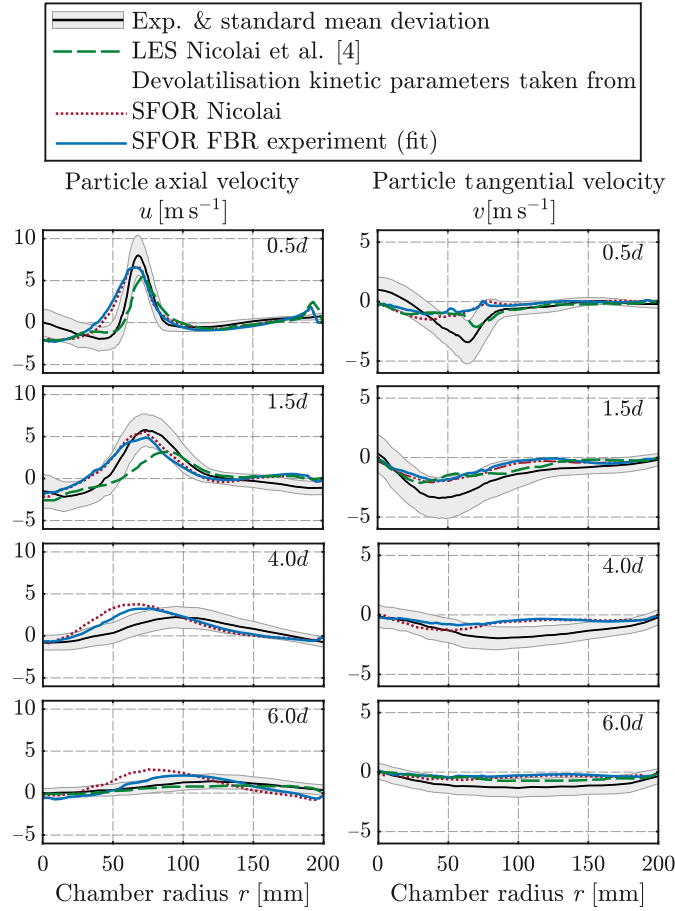 Exp. & standard mean deviation
LES Nicolai et al. [4]
Devolatilisation kinetic parameters taken from
SFOR Nicolai
SFOR FBR experiment (fit)
Particle axial velocity
u [m s⁻¹]
Particle tangential velocity
v[m s⁻¹]
10
5
0
−5
0.5d
5
0
−5
0.5d
10
5
0
−5
1.5d
5
0
−5
1.5d
10
5
0
−5
4.0d
5
0
−5
4.0d
10
5
0
−5
6.0d
5
0
−5
6.0d
0 50 100 150 200
0 50 100 150 200
Chamber radius r [mm]
Chamber radius r [mm]